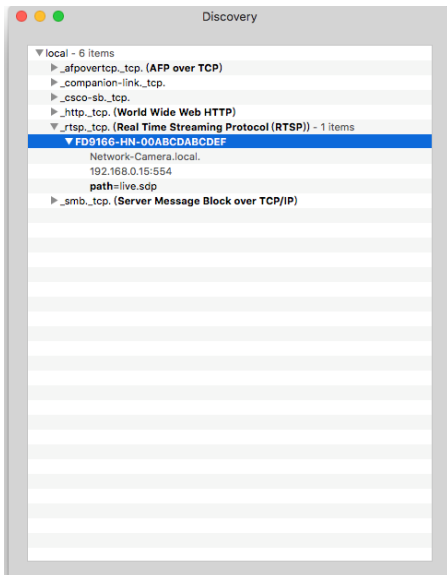 Discovery
local - 6 items
_afpovertcp._tcp. (AFP over TCP)
_companion-link._tcp.
_csco-sb._tcp.
_http._tcp. (World Wide Web HTTP)
_rtsp._tcp. (Real Time Streaming Protocol (RTSP)) - 1 items
FD9166-HN-00ABCDABCDEF
Network-Camera.local.
192.168.0.15:554
path=live.sdp
_smb._tcp. (Server Message Block over TCP/IP)